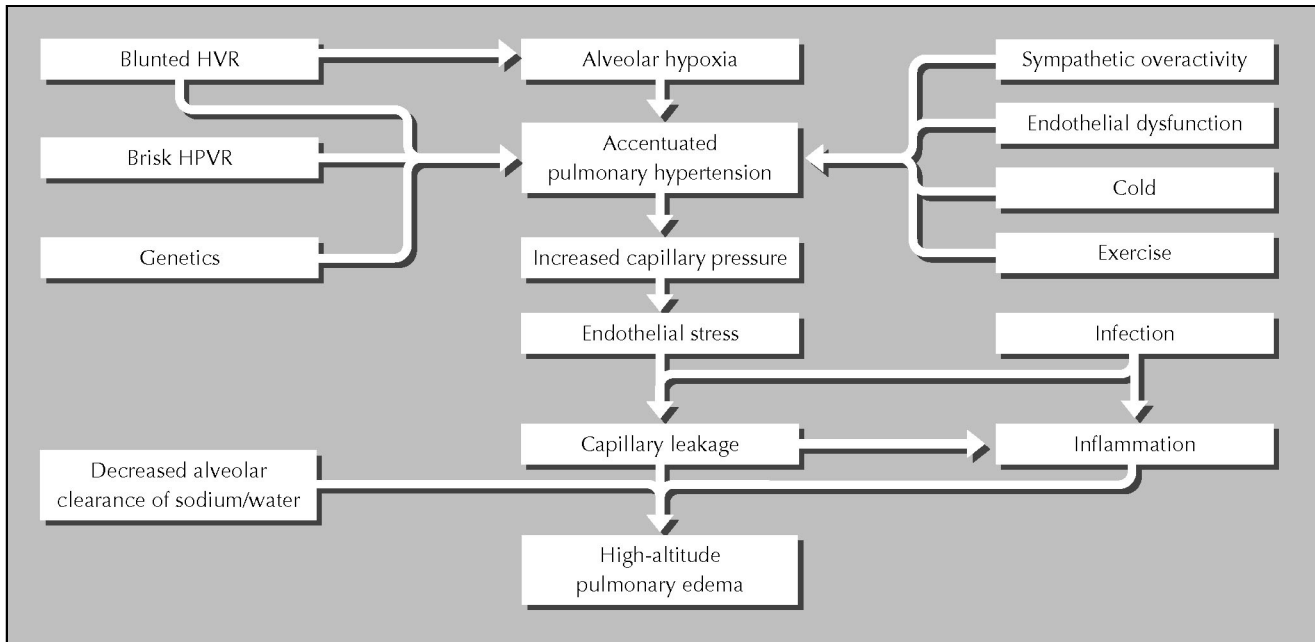 Blunted HVR
Alveolar hypoxia
Sympathetic overactivity
Brisk HPVR
Accentuated
pulmonary hypertension
Endothelial dysfunction
Cold
Genetics
Increased capillary pressure
Exercise
Endothelial stress
Infection
Capillary leakage
Inflammation
Decreased alveolar
clearance of sodium/water
High-altitude
pulmonary edema